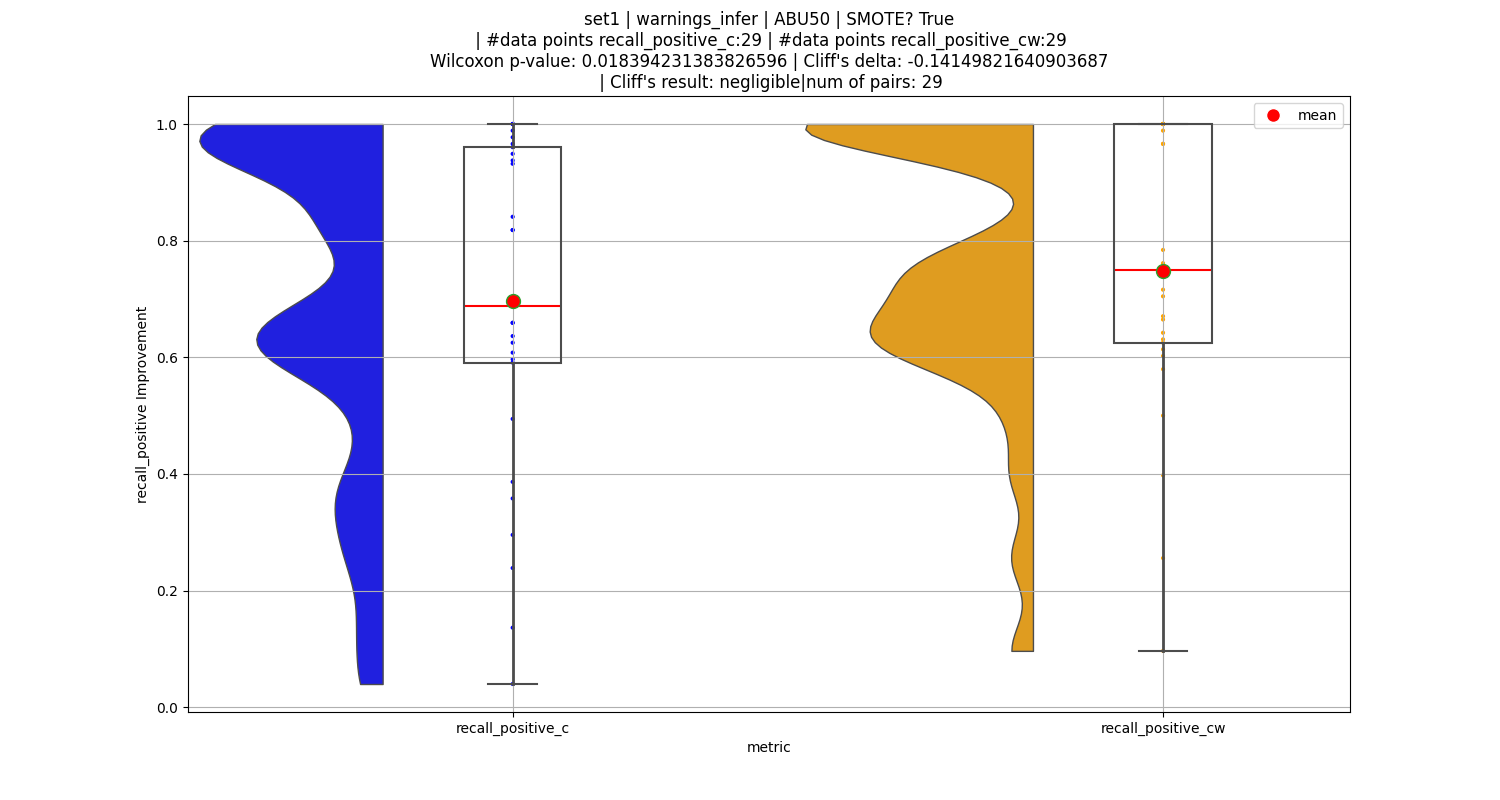 set1 | warnings_infer | ABU50 | SMOTE? True
| #data points recall_positive_c:29 | #data points recall_positive_cw:29
Wilcoxon p-value: 0.018394231383826596 | Cliff's delta: -0.14149821640903687
| Cliff's result: negligible|num of pairs: 29
mean
1.0
0.8
0.6
0.4
0.2
0.0
recall_positive Improvement
recall_positive_c
recall_positive_cw
metric